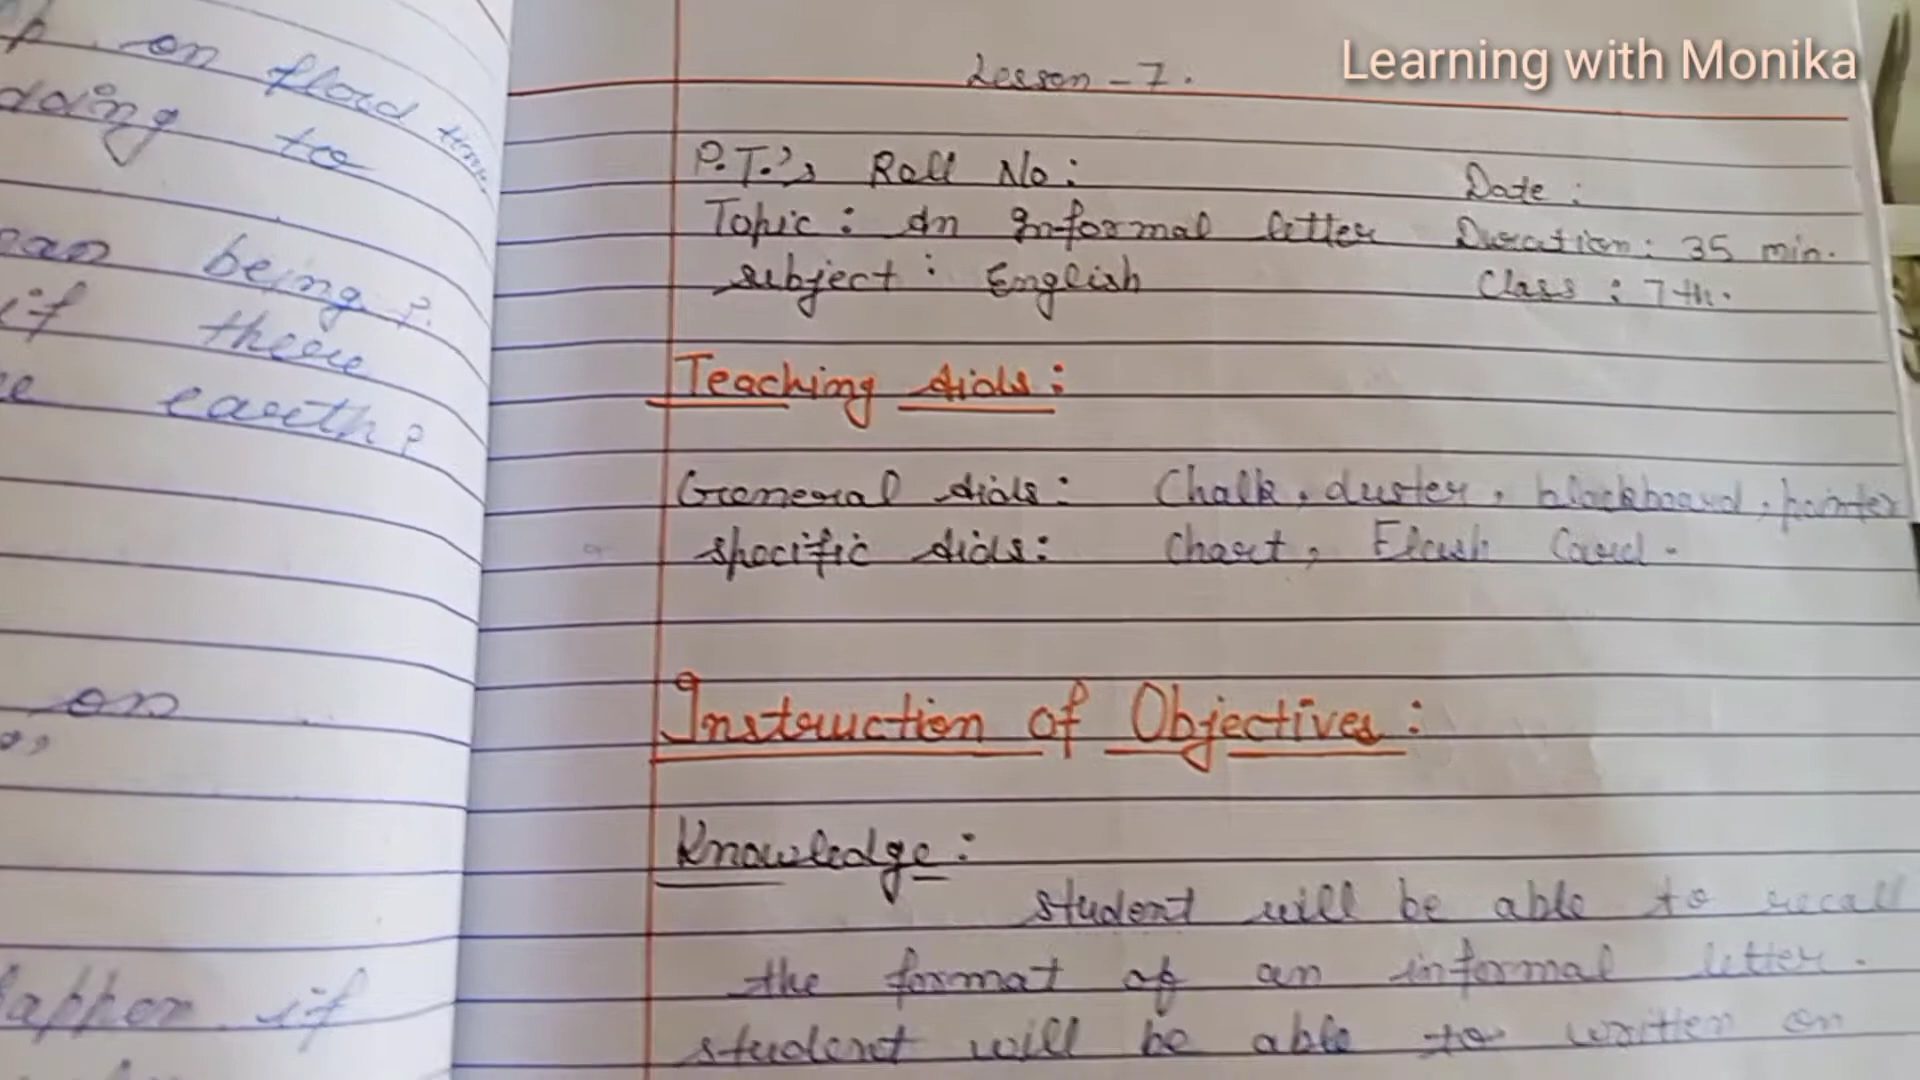 on flood time
doing to
being?
if there
earth?
on
happen if
Learning with Monika
Lesson - 7.
P.T.'s Roll No: Date:
Topic: An Informal letter Duration: 35 min.
subject: English Class: 7th.
Teaching Aids:
General Aids: Chalk, duster, blackboard, pointer
specific Aids: Chart, Flash Card.
Instruction of Objectives:
Knowledge:
student will be able to recall
the format of an informal letter.
student will be able to written on